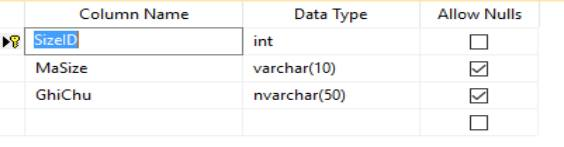 Column Name Data Type Allow Nulls
SizeID int
MaSize varchar(10)
GhiChu nvarchar(50)